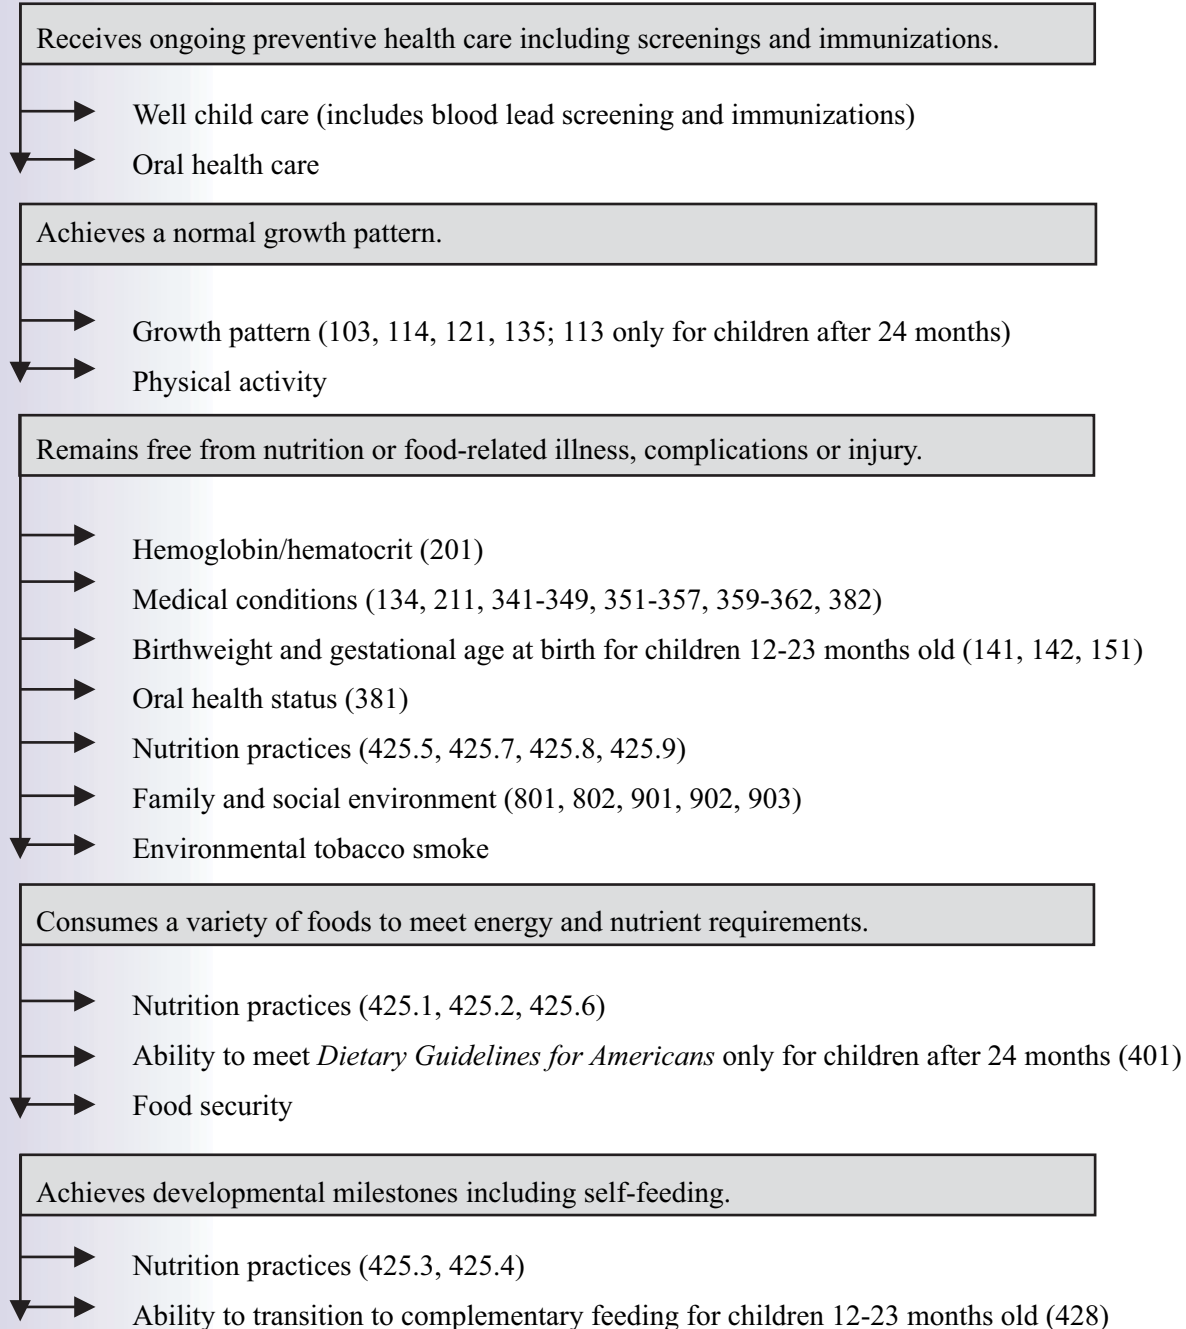 Receives ongoing preventive health care including screenings and immunizations.
Well child care (includes blood lead screening and immunizations)
Oral health care
Achieves a normal growth pattern.
Growth pattern (103, 114, 121, 135; 113 only for children after 24 months)
Physical activity
Remains free from nutrition or food-related illness, complications or injury.
Hemoglobin/hematocrit (201)
Medical conditions (134, 211, 341-349, 351-357, 359-362, 382)
Birthweight and gestational age at birth for children 12-23 months old (141, 142, 151)
Oral health status (381)
Nutrition practices (425.5, 425.7, 425.8, 425.9)
Family and social environment (801, 802, 901, 902, 903)
Environmental tobacco smoke
Consumes a variety of foods to meet energy and nutrient requirements.
Nutrition practices (425.1, 425.2, 425.6)
Ability to meet Dietary Guidelines for Americans only for children after 24 months (401)
Food security
Achieves developmental milestones including self-feeding.
Nutrition practices (425.3, 425.4)
Ability to transition to complementary feeding for children 12-23 months old (428)